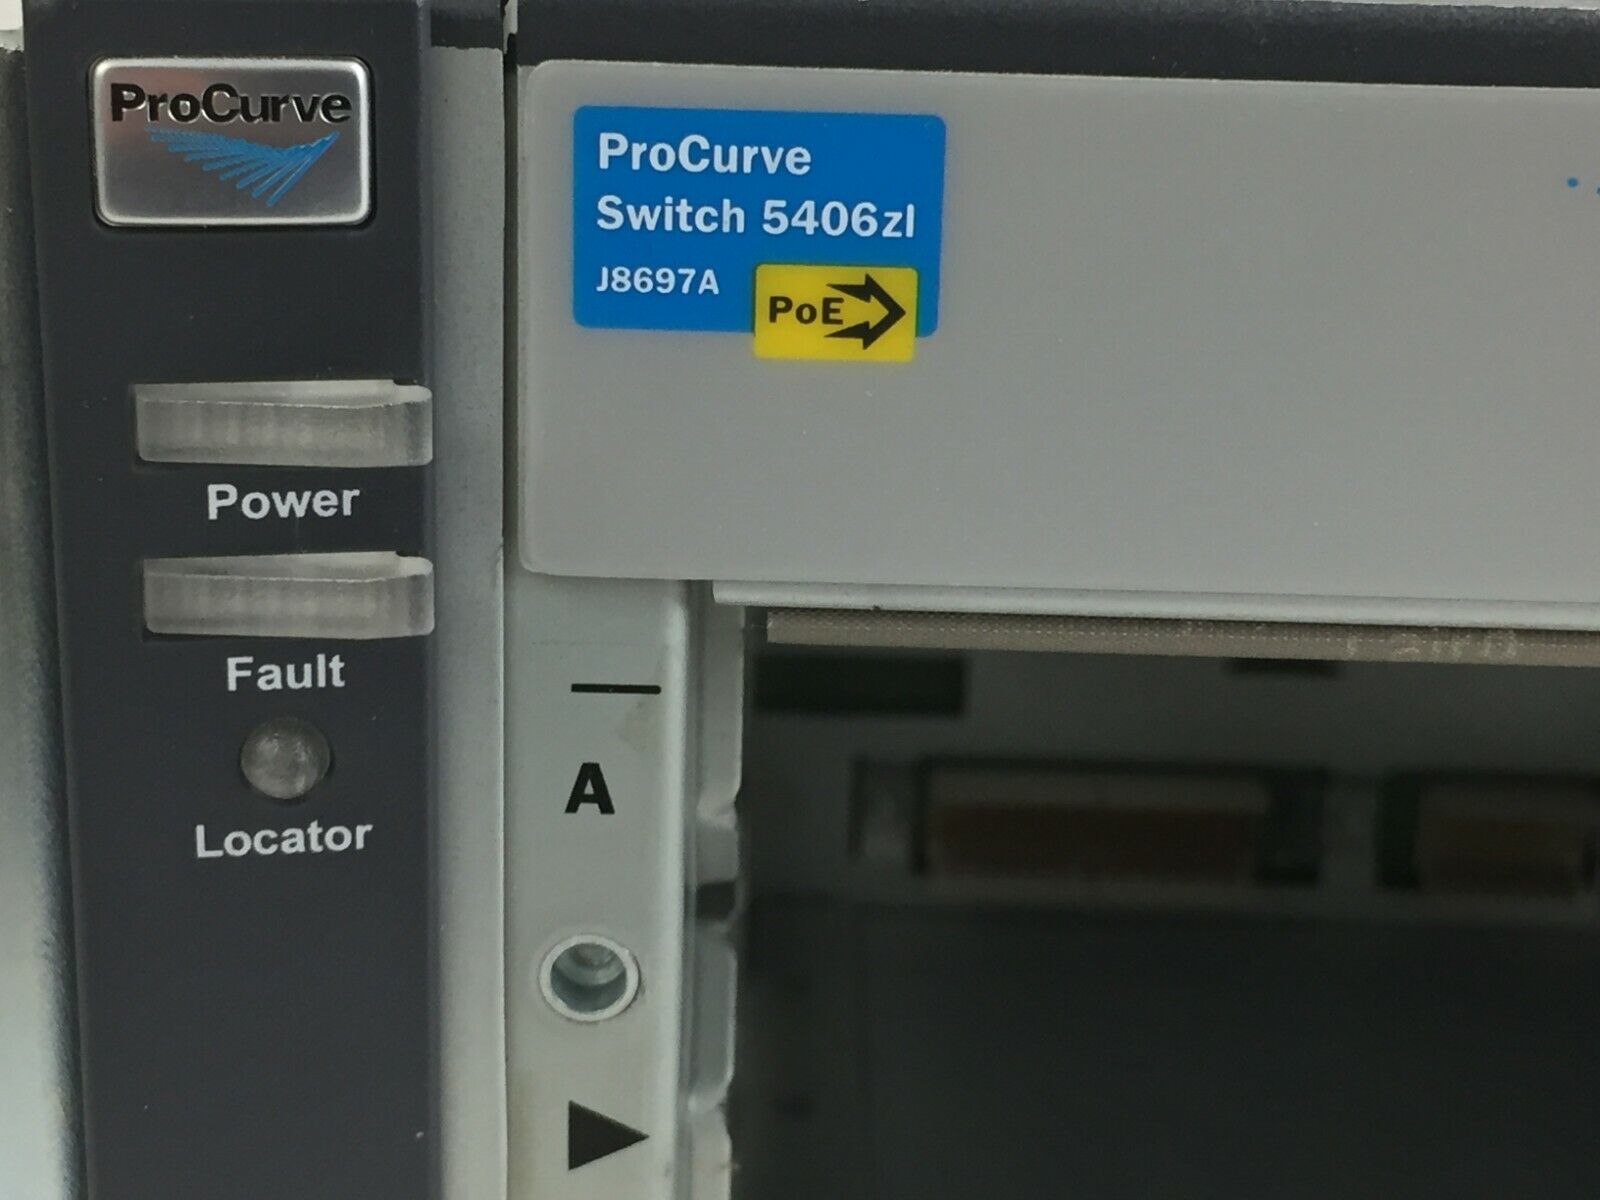 ProCurve
ProCurve
Switch 5406zl
J8697A
PoE
Power
Fault
Locator
A